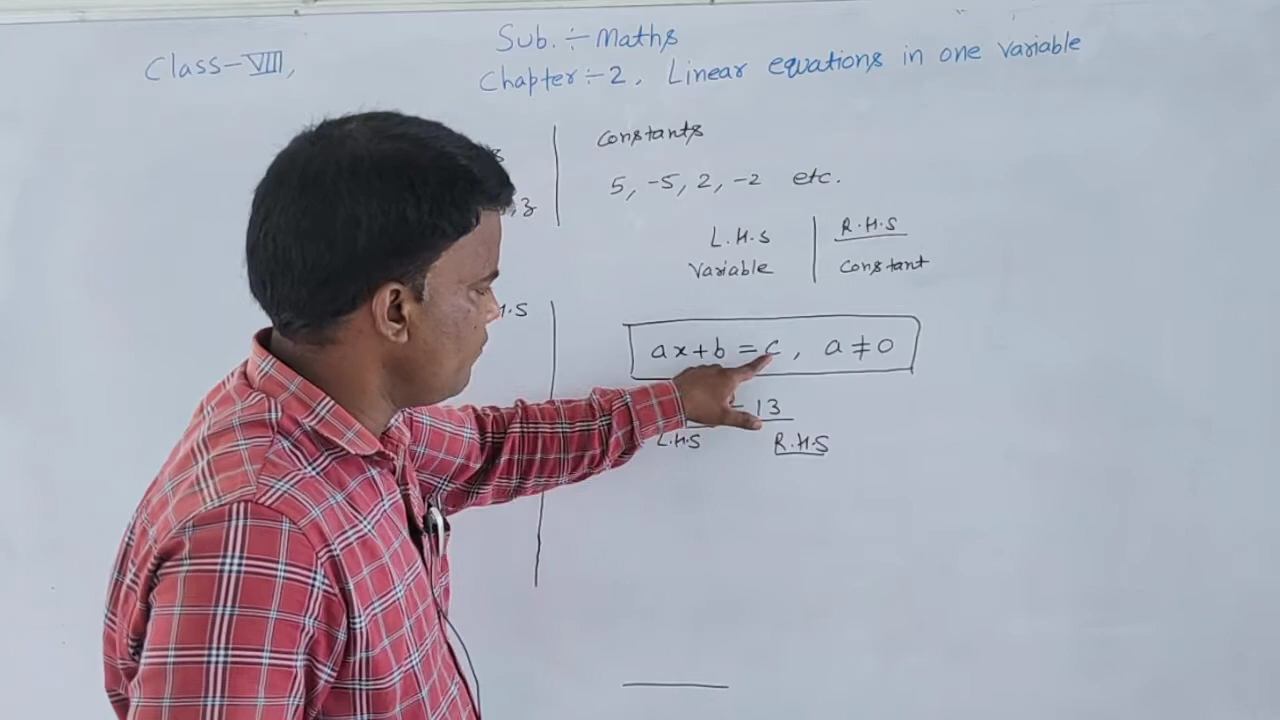 Sub. :- Maths
Class-VIII,
Chapter :- 2, Linear equations in one variable
Constants
5, -5, 2, -2 etc.
, z
L.H.S R.H.S
Variable Constant
H.S
ax+b = c, a ≠ 0
= 13
L.H.S R.H.S